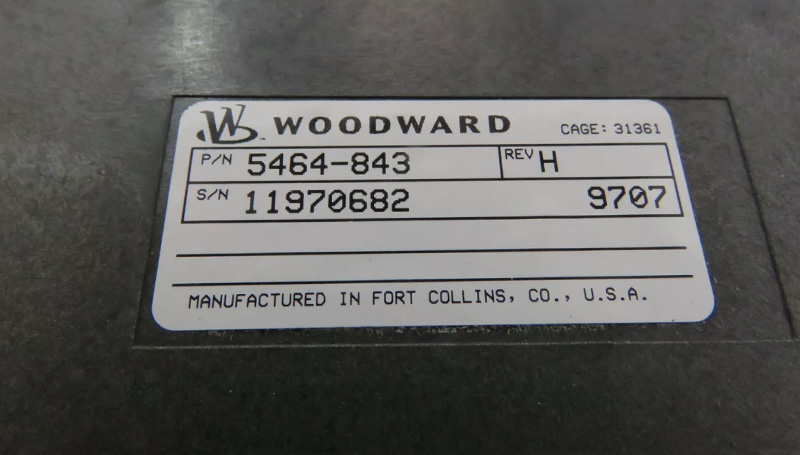 W WOODWARD CAGE: 31361
P/N 5464-843 REV H
S/N 11970682 9707
MANUFACTURED IN FORT COLLINS, CO., U.S.A.